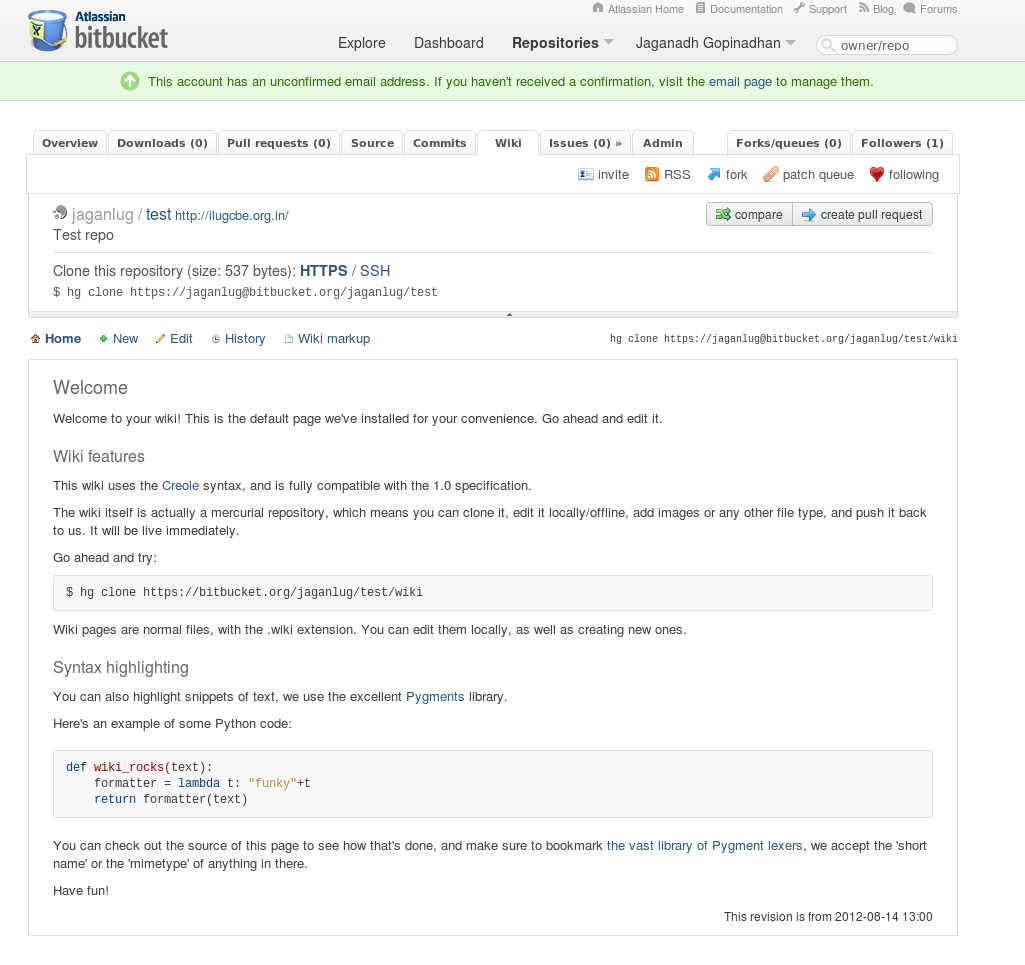 Atlassian Home Documentation Support Blog Forums
Atlassian
bitbucket
Explore Dashboard Repositories Jaganadh Gopinadhan owner/repo
This account has an unconfirmed email address. If you haven't received a confirmation, visit the email page to manage them.
Overview Downloads (0) Pull requests (0) Source Commits Wiki Issues (0) » Admin Forks/queues (0) Followers (1)
invite RSS fork patch queue following
jaganlug / test http://ilugcbe.org.in/ compare create pull request
Test repo
Clone this repository (size: 537 bytes): HTTPS / SSH
$ hg clone https://jaganlug@bitbucket.org/jaganlug/test
Home New Edit History Wiki markup hg clone https://jaganlug@bitbucket.org/jaganlug/test/wiki
Welcome
Welcome to your wiki! This is the default page we've installed for your convenience. Go ahead and edit it.
Wiki features
This wiki uses the Creole syntax, and is fully compatible with the 1.0 specification.
The wiki itself is actually a mercurial repository, which means you can clone it, edit it locally/offline, add images or any other file type, and push it back
to us. It will be live immediately.
Go ahead and try:
$ hg clone https://bitbucket.org/jaganlug/test/wiki
Wiki pages are normal files, with the .wiki extension. You can edit them locally, as well as creating new ones.
Syntax highlighting
You can also highlight snippets of text, we use the excellent Pygments library.
Here's an example of some Python code:
def wiki_rocks(text):
    formatter = lambda t: "funky"+t
    return formatter(text)
You can check out the source of this page to see how that's done, and make sure to bookmark the vast library of Pygment lexers, we accept the 'short
name' or the 'mimetype' of anything in there.
Have fun!
This revision is from 2012-08-14 13:00